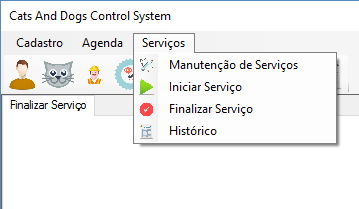 Cats And Dogs Control System
Cadastro Agenda Serviços
Manutenção de Serviços
Iniciar Serviço
Finalizar Serviço
Histórico
Finalizar Serviço